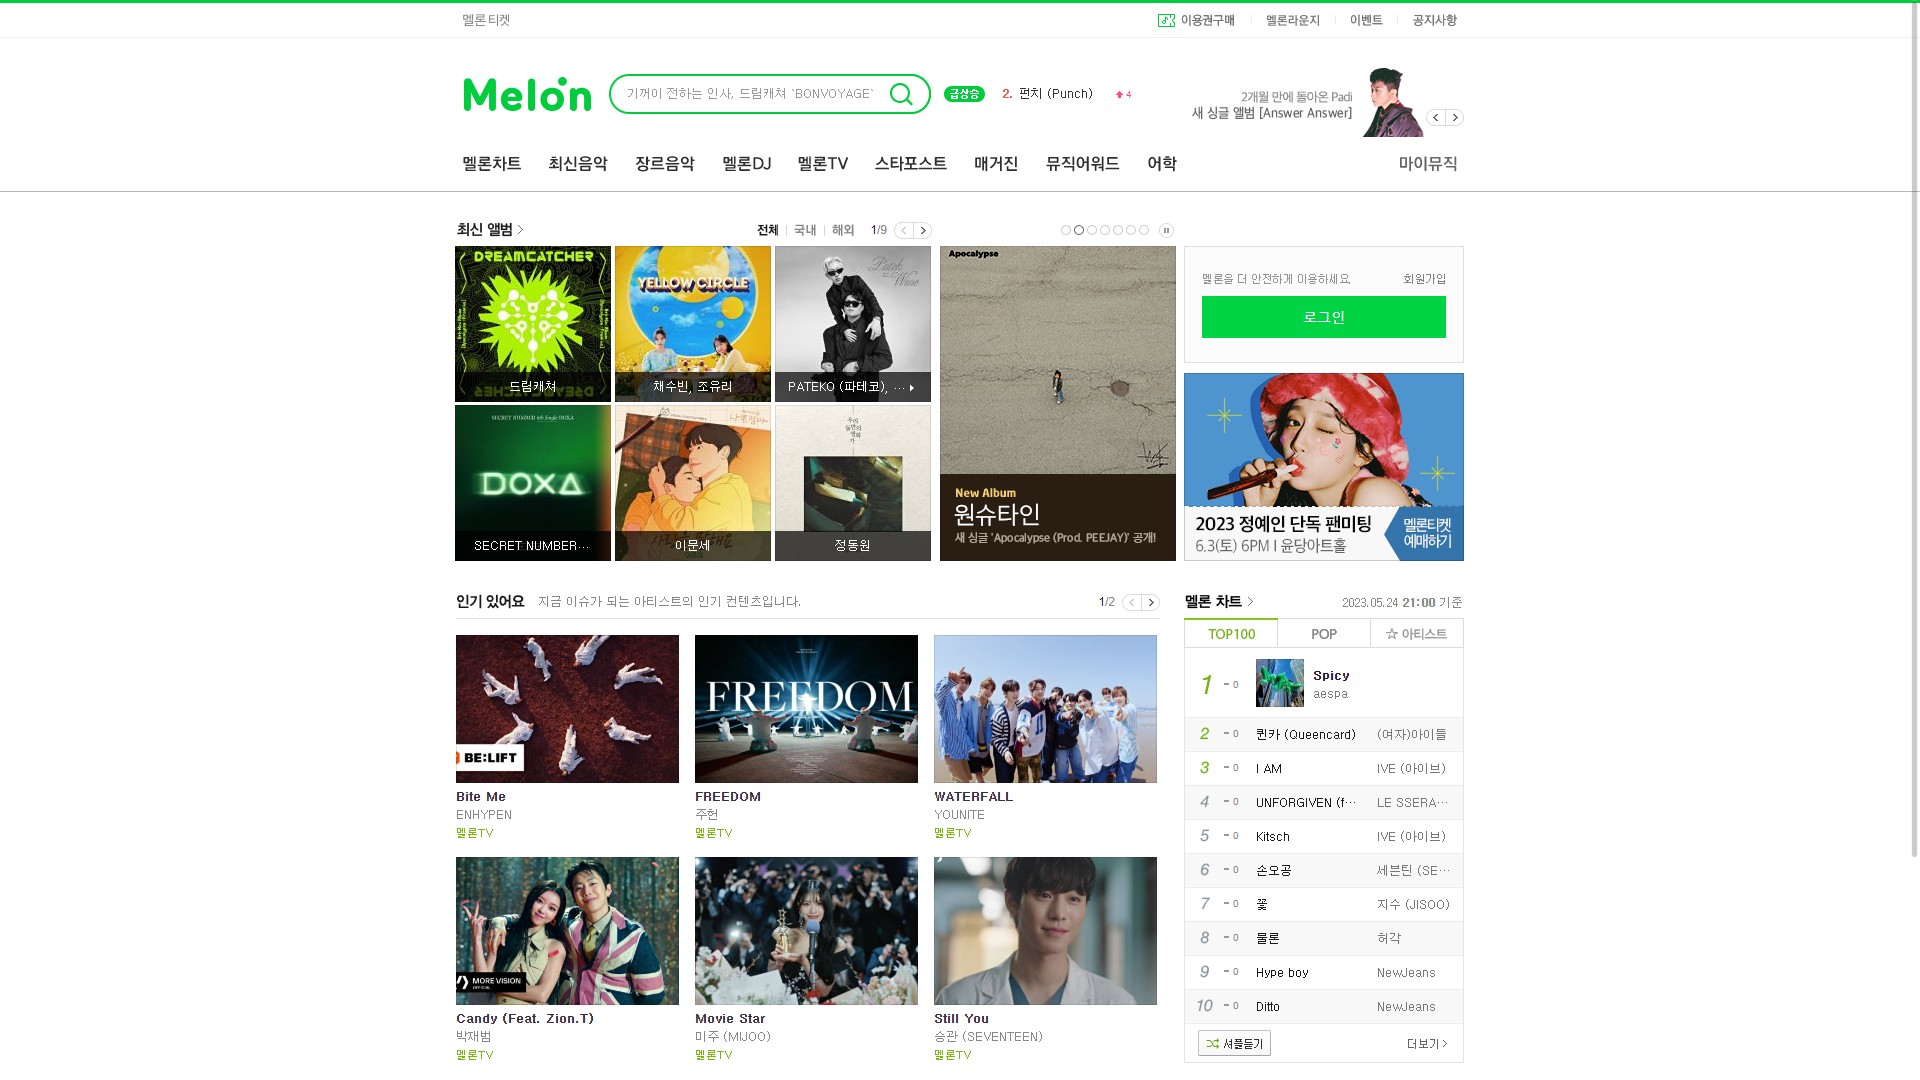 멜론티켓
이용권구매
멜론라운지
이벤트
공지사항
Melon
기꺼이 전하는 인사, 드림캐쳐 `BONVOYAGE`
급상승
2. 펀치 (Punch)
4
2개월 만에 돌아온 Padi
새 싱글 앨범 [Answer Answer]
멜론차트
최신음악
장르음악
멜론DJ
멜론TV
스타포스트
매거진
뮤직어워드
어학
마이뮤직
최신 앨범
전체
국내
해외
1/9
DREAMCATCHER
드림캐쳐
YELLOW CIRCLE
채수빈, 조유리
Patek
Wine
PATEKO (파테코), ...
SECRET NUMBER 6th Single DOXA
DOXA
SECRET NUMBER...
이문세
정동원
Apocalypse
New Album
원슈타인
새 싱글 'Apocalypse (Prod. PEEJAY)' 공개!
멜론을 더 안전하게 이용하세요.
회원가입
로그인
2023 정예인 단독 팬미팅
6.3(토) 6PM I 윤당아트홀
멜론티켓
예매하기
인기 있어요
지금 이슈가 되는 아티스트의 인기 컨텐츠입니다.
1/2
BE:LIFT
Bite Me
ENHYPEN
멜론TV
FREEDOM
FREEDOM
주헌
멜론TV
WATERFALL
YOUNITE
멜론TV
MORE VISION
OFFICIAL
Candy (Feat. Zion.T)
박재범
멜론TV
Movie Star
미주 (MIJOO)
멜론TV
Still You
승관 (SEVENTEEN)
멜론TV
멜론 차트
2023.05.24 21:00 기준
TOP100
POP
☆ 아티스트
1 - 0 Spicy
aespa
2 - 0 퀸카 (Queencard) (여자)아이들
3 - 0 I AM IVE (아이브)
4 - 0 UNFORGIVEN (f... LE SSERA...
5 - 0 Kitsch IVE (아이브)
6 - 0 손오공 세븐틴 (SE...
7 - 0 꽃 지수 (JISOO)
8 - 0 물론 허각
9 - 0 Hype boy NewJeans
10 - 0 Ditto NewJeans
셔플듣기
더보기